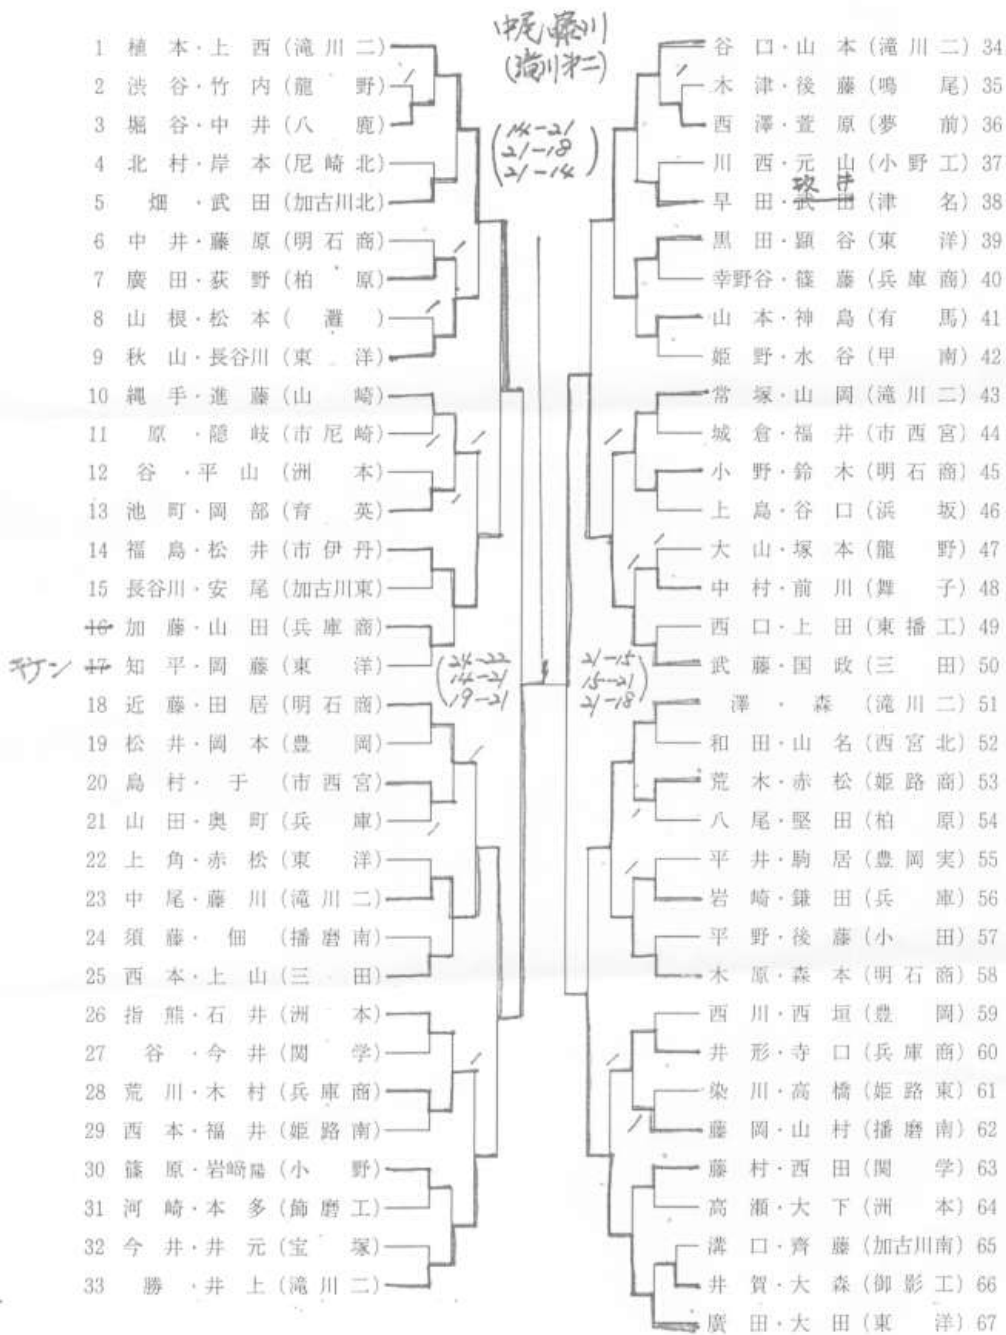 中尾・藤川
(滝川第二)
14-21
21-18
21-14
1 植本・上西(滝川二)
2 渋谷・竹内(龍野)
3 堀谷・中井(八鹿)
4 北村・岸本(尼崎北)
5 畑・武田(加古川北)
6 中井・藤原(明石商)
7 廣田・荻野(柏原)
8 山根・松本(灘)
9 秋山・長谷川(東洋)
10 縄手・進藤(山崎)
11 原・隠岐(市尼崎)
12 谷・平山(洲本)
13 池町・岡部(育英)
14 福島・松井(市伊丹)
15 長谷川・安尾(加古川東)
16 加藤・山田(兵庫商)
キケン 17 知平・岡藤(東洋)
18 近藤・田居(明石商)
19 松井・岡本(豊岡)
20 島村・于(市西宮)
21 山田・奥町(兵庫)
22 上角・赤松(東洋)
23 中尾・藤川(滝川二)
24 須藤・佃(播磨南)
25 西本・上山(三田)
26 指熊・石井(洲本)
27 谷・今井(関学)
28 荒川・木村(兵庫商)
29 西本・福井(姫路南)
30 篠原・岩﨑陽(小野)
31 河崎・本多(飾磨工)
32 今井・井元(宝塚)
33 勝・井上(滝川二)
24-22
14-21
19-21
21-15
15-21
21-18
谷口・山本(滝川二)34
木津・後藤(鳴尾)35
西澤・萱原(夢前)36
川西・元山(小野工)37
早田・武田(津名)38
黒田・顕谷(東洋)39
幸野谷・篠藤(兵庫商)40
山本・神島(有馬)41
姫野・水谷(甲南)42
常塚・山岡(滝川二)43
城倉・福井(市西宮)44
小野・鈴木(明石商)45
上島・谷口(浜坂)46
大山・塚本(龍野)47
中村・前川(舞子)48
西口・上田(東播工)49
武藤・国政(三田)50
澤・森(滝川二)51
和田・山名(西宮北)52
荒木・赤松(姫路商)53
八尾・堅田(柏原)54
平井・駒居(豊岡実)55
岩崎・鎌田(兵庫)56
平野・後藤(小田)57
木原・森本(明石商)58
西川・西垣(豊岡)59
井形・寺口(兵庫商)60
染川・高橋(姫路東)61
藤岡・山村(播磨南)62
藤村・西田(関学)63
高瀬・大下(洲本)64
溝口・齊藤(加古川南)65
井賀・大森(御影工)66
廣田・大田(東洋)67